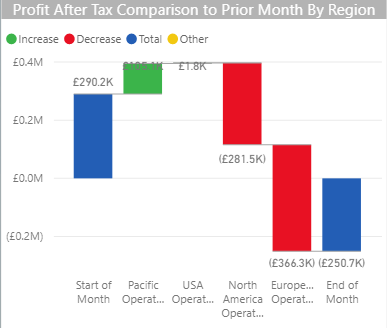 Profit After Tax Comparison to Prior Month By Region
Increase Decrease Total Other
£0.4M
£0.2M
£0.0M
(£0.2M)
£290.2K
£105.1K
£1.8K
(£281.5K)
(£366.3K)
(£250.7K)
Start of
Month
Pacific
Operat...
USA
Operat...
North
America
Operat...
Europe...
Operat...
End of
Month